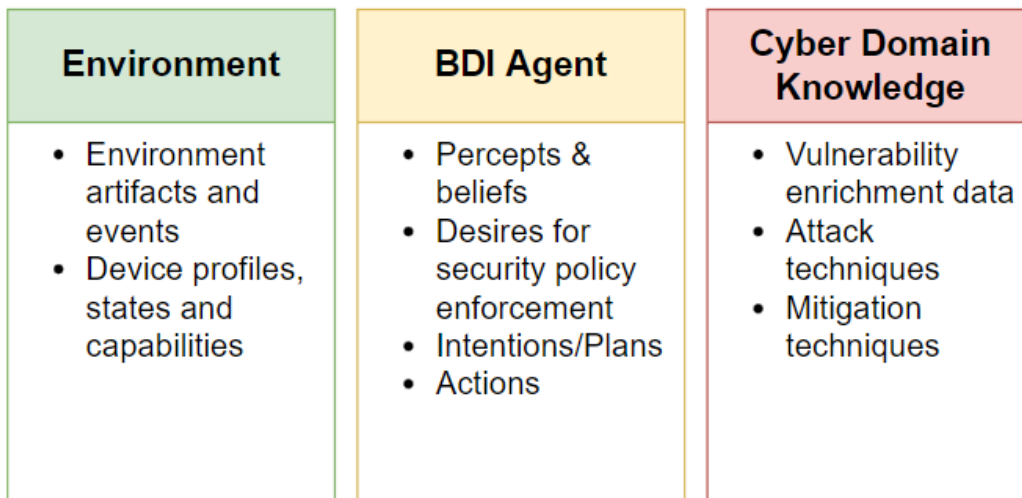 Environment
• Environment
artifacts and
events
• Device profiles,
states and
capabilities
BDI Agent
• Percepts &
beliefs
• Desires for
security policy
enforcement
• Intentions/Plans
• Actions
Cyber Domain
Knowledge
• Vulnerability
enrichment data
• Attack
techniques
• Mitigation
techniques